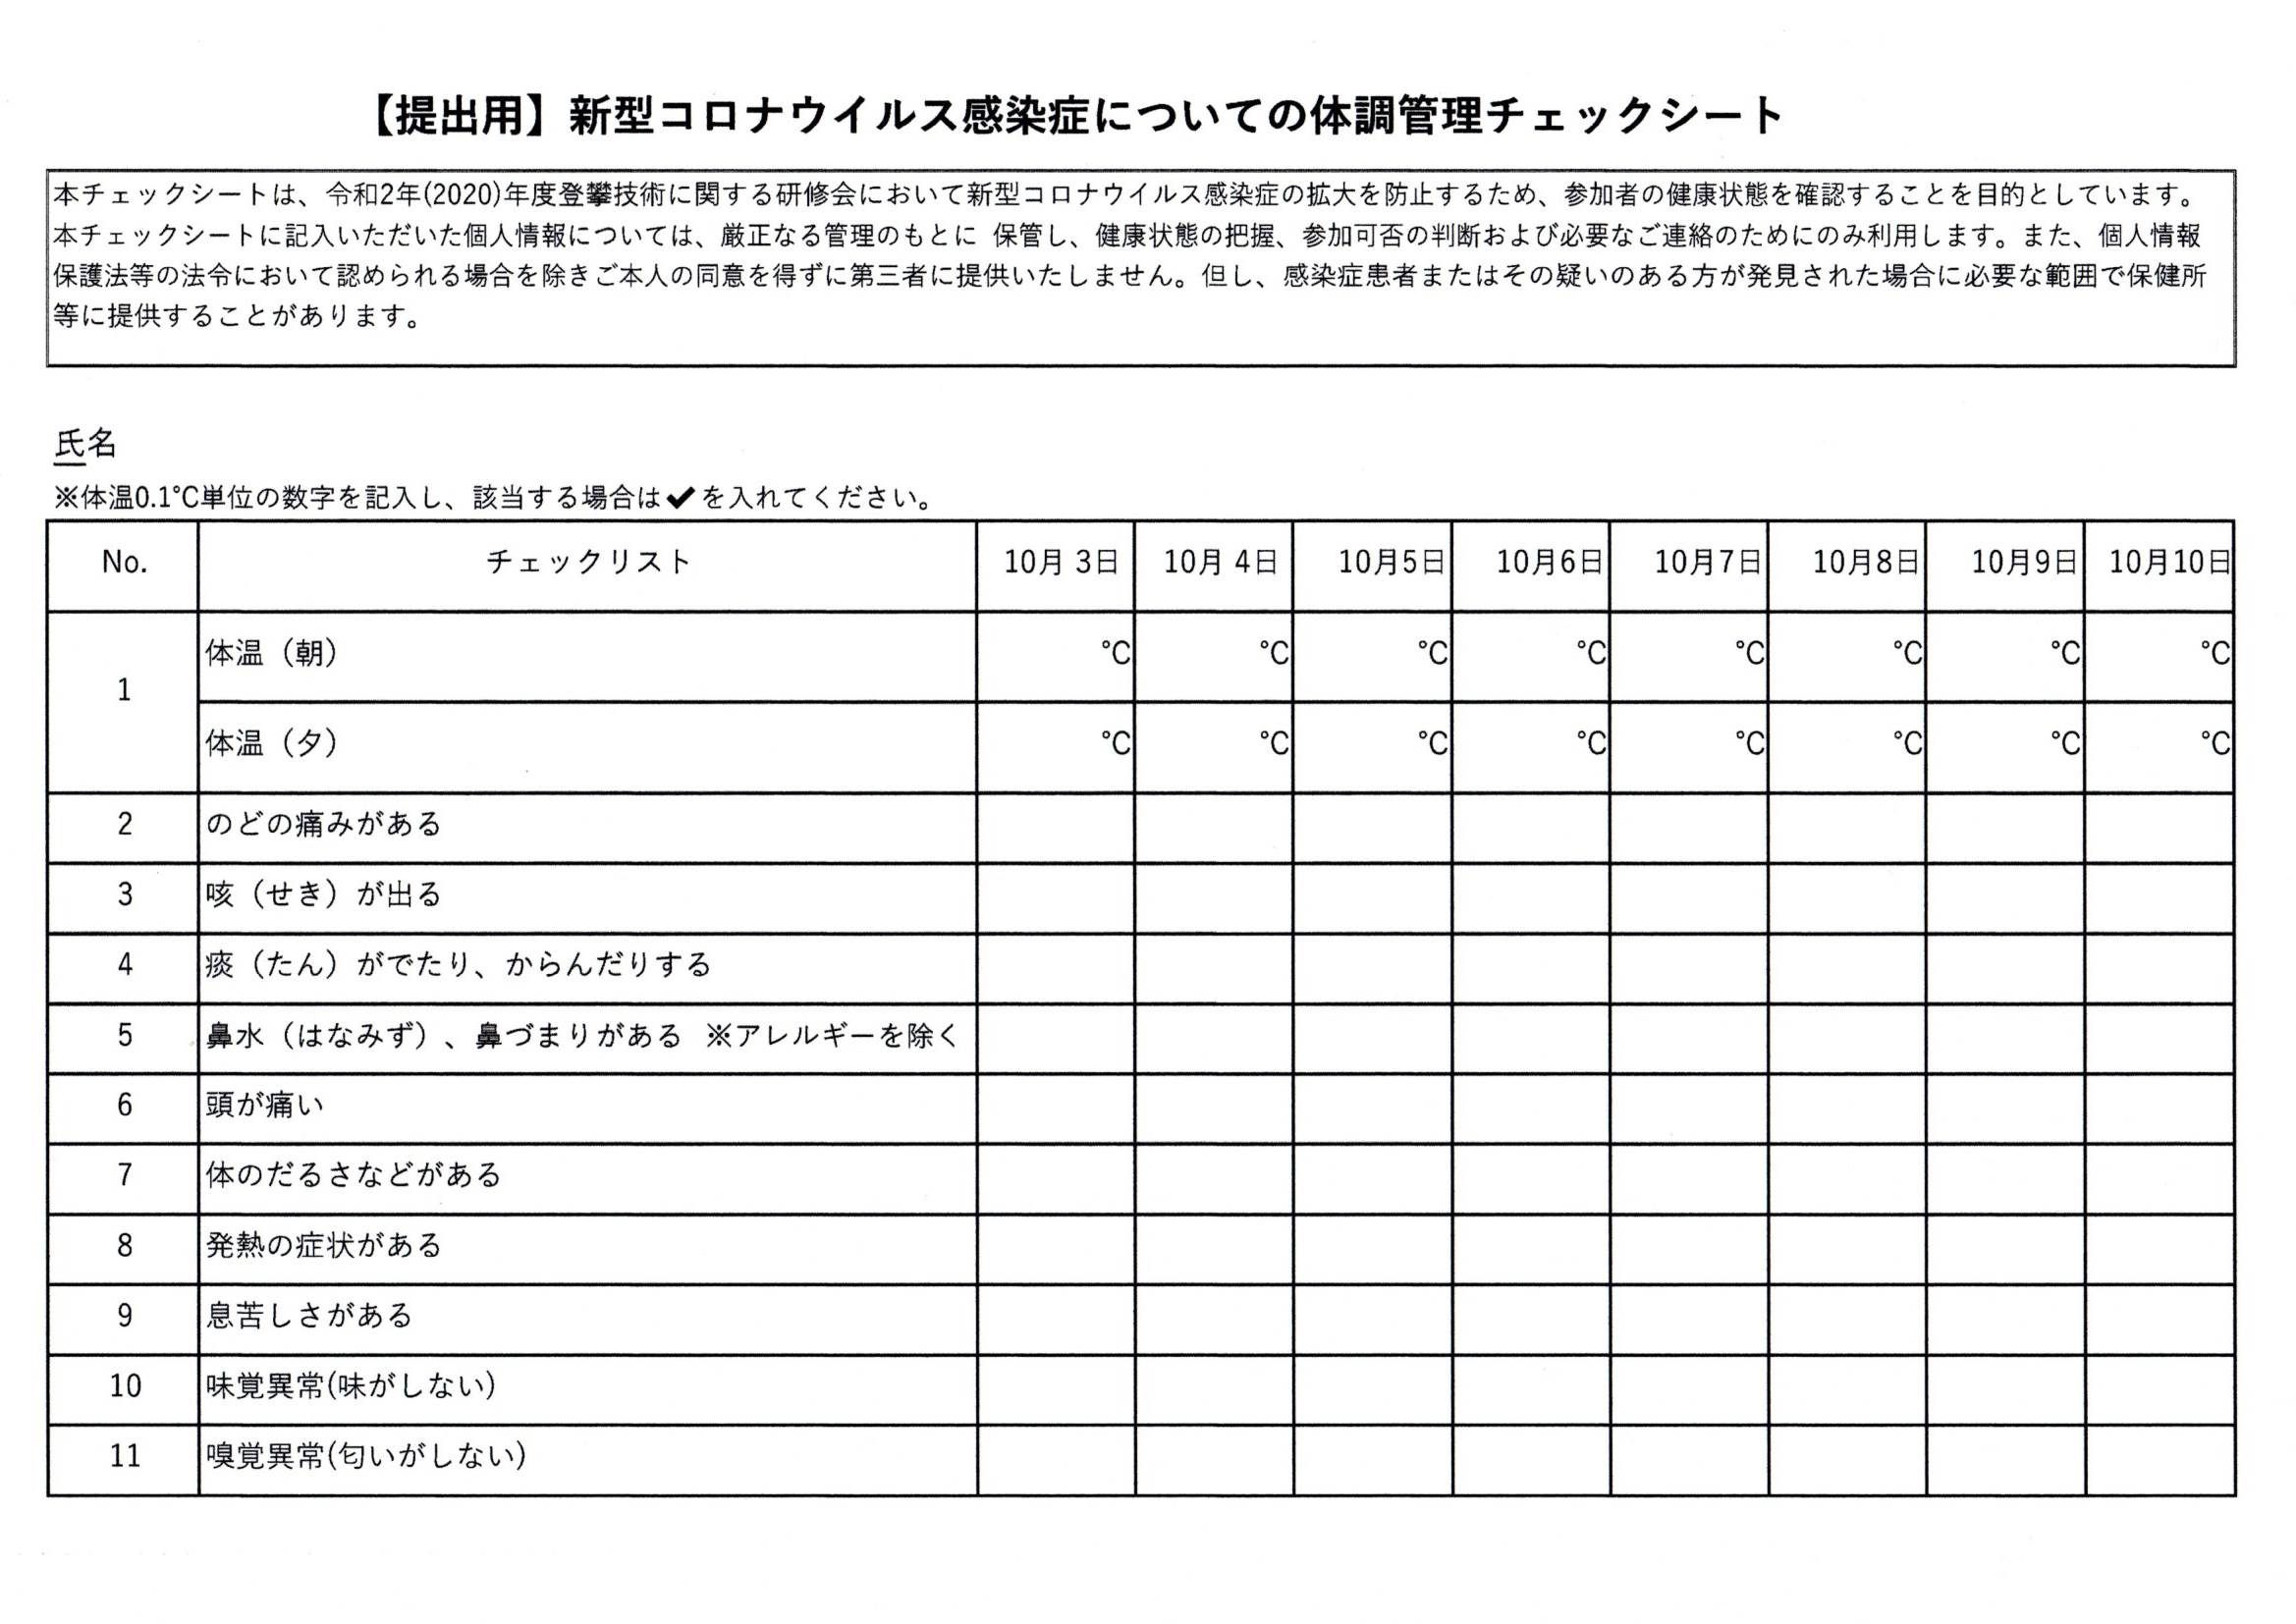 【提出用】新型コロナウイルス感染症についての体調管理チェックシート
本チェックシートは、令和2年(2020)年度登攀技術に関する研修会において新型コロナウイルス感染症の拡大を防止するため、参加者の健康状態を確認することを目的としています。
本チェックシートに記入いただいた個人情報については、厳正なる管理のもとに 保管し、健康状態の把握、参加可否の判断および必要なご連絡のためにのみ利用します。また、個人情報
保護法等の法令において認められる場合を除きご本人の同意を得ずに第三者に提供いたしません。但し、感染症患者またはその疑いのある方が発見された場合に必要な範囲で保健所
等に提供することがあります。
氏名
※体温0.1℃単位の数字を記入し、該当する場合は✔を入れてください。
No. チェックリスト 10月 3日 10月 4日 10月5日 10月6日 10月7日 10月8日 10月9日 10月10日
1
体温（朝） ℃ ℃ ℃ ℃ ℃ ℃ ℃ ℃
体温（夕） ℃ ℃ ℃ ℃ ℃ ℃ ℃ ℃
2 のどの痛みがある
3 咳（せき）が出る
4 痰（たん）がでたり、からんだりする
5 鼻水（はなみず）、鼻づまりがある ※アレルギーを除く
6 頭が痛い
7 体のだるさなどがある
8 発熱の症状がある
9 息苦しさがある
10 味覚異常(味がしない)
11 嗅覚異常(匂いがしない)